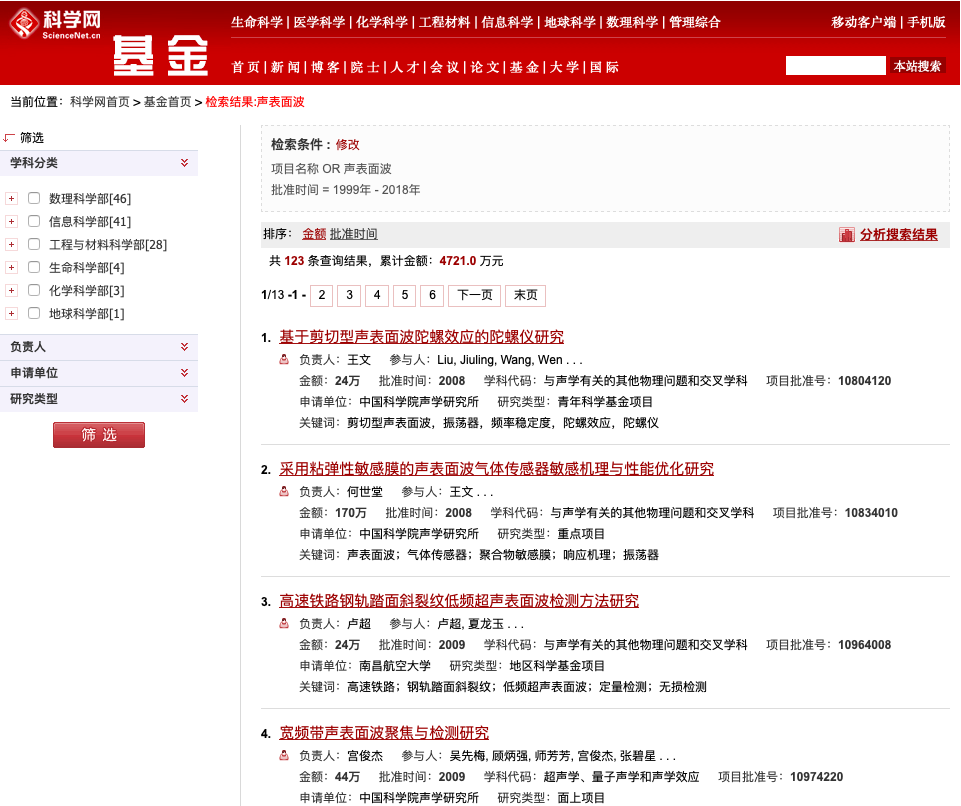 科学网
ScienceNet.cn
基金
生命科学 | 医学科学 | 化学科学 | 工程材料 | 信息科学 | 地球科学 | 数理科学 | 管理综合
移动客户端 | 手机版
首页 | 新闻 | 博客 | 院士 | 人才 | 会议 | 论文 | 基金 | 大学 | 国际
本站搜索
当前位置：科学网首页 > 基金首页 > 检索结果:声表面波
筛选
学科分类
数理科学部[46]
信息科学部[41]
工程与材料科学部[28]
生命科学部[4]
化学科学部[3]
地球科学部[1]
负责人
申请单位
研究类型
筛 选
检索条件：修改
项目名称 OR 声表面波
批准时间 = 1999年 - 2018年
排序： 金额 批准时间
分析搜索结果
共 123 条查询结果，累计金额：4721.0 万元
1/13 -1 - 2 3 4 5 6 下一页 末页
1. 基于剪切型声表面波陀螺效应的陀螺仪研究
负责人：王文 参与人：Liu, Jiuling, Wang, Wen . . .
金额：24万 批准时间：2008 学科代码：与声学有关的其他物理问题和交叉学科 项目批准号：10804120
申请单位：中国科学院声学研究所 研究类型：青年科学基金项目
关键词：剪切型声表面波，振荡器，频率稳定度，陀螺效应，陀螺仪
2. 采用粘弹性敏感膜的声表面波气体传感器敏感机理与性能优化研究
负责人：何世堂 参与人：王文 . . .
金额：170万 批准时间：2008 学科代码：与声学有关的其他物理问题和交叉学科 项目批准号：10834010
申请单位：中国科学院声学研究所 研究类型：重点项目
关键词：声表面波；气体传感器；聚合物敏感膜；响应机理；振荡器
3. 高速铁路钢轨踏面斜裂纹低频超声表面波检测方法研究
负责人：卢超 参与人：卢超, 夏龙玉 . . .
金额：24万 批准时间：2009 学科代码：与声学有关的其他物理问题和交叉学科 项目批准号：10964008
申请单位：南昌航空大学 研究类型：地区科学基金项目
关键词：高速铁路；钢轨踏面斜裂纹；低频超声表面波；定量检测；无损检测
4. 宽频带声表面波聚焦与检测研究
负责人：宫俊杰 参与人：吴先梅, 顾炳强, 师芳芳, 宫俊杰, 张碧星 . . .
金额：44万 批准时间：2009 学科代码：超声学、量子声学和声学效应 项目批准号：10974220
申请单位：中国科学院声学研究所 研究类型：面上项目